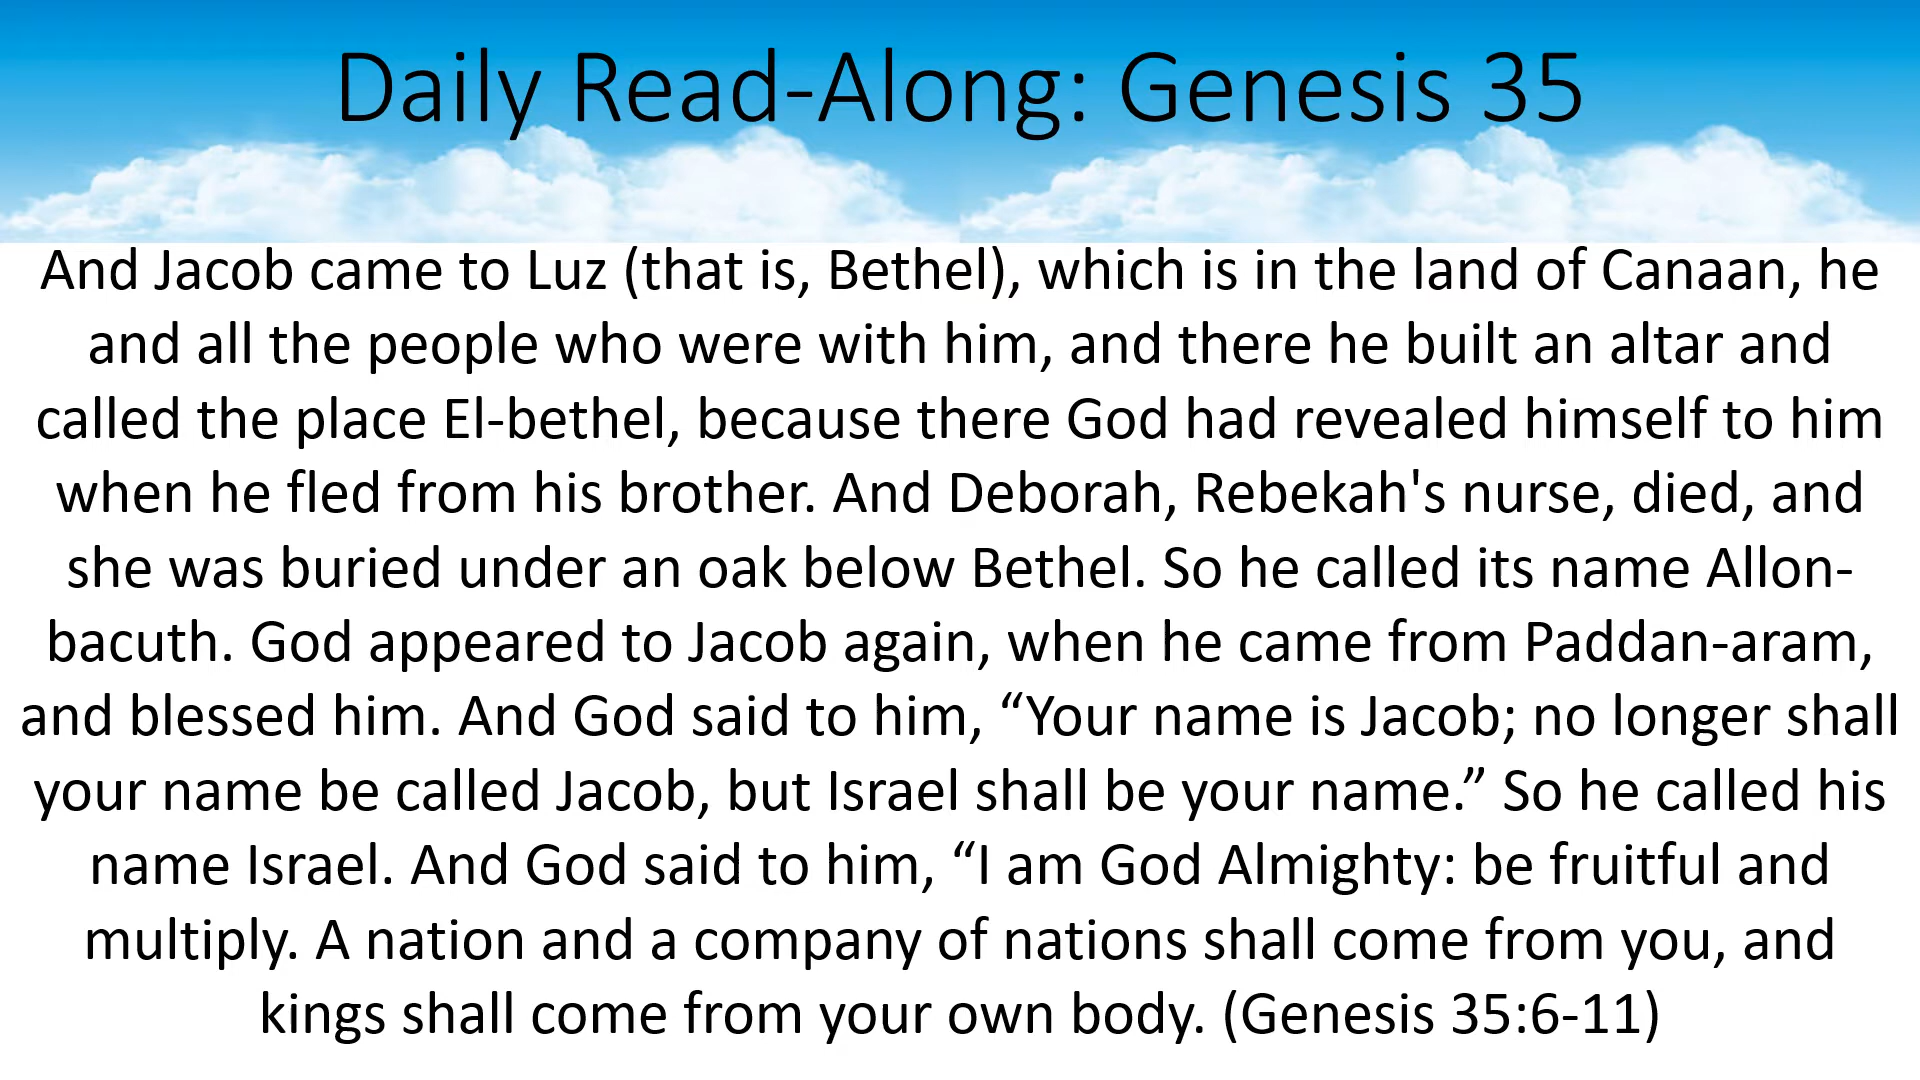 Daily Read-Along: Genesis 35
And Jacob came to Luz (that is, Bethel), which is in the land of Canaan, he
and all the people who were with him, and there he built an altar and
called the place El-bethel, because there God had revealed himself to him
when he fled from his brother. And Deborah, Rebekah's nurse, died, and
she was buried under an oak below Bethel. So he called its name Allon-
bacuth. God appeared to Jacob again, when he came from Paddan-aram,
and blessed him. And God said to him, “Your name is Jacob; no longer shall
your name be called Jacob, but Israel shall be your name.” So he called his
name Israel. And God said to him, “I am God Almighty: be fruitful and
multiply. A nation and a company of nations shall come from you, and
kings shall come from your own body. (Genesis 35:6-11)